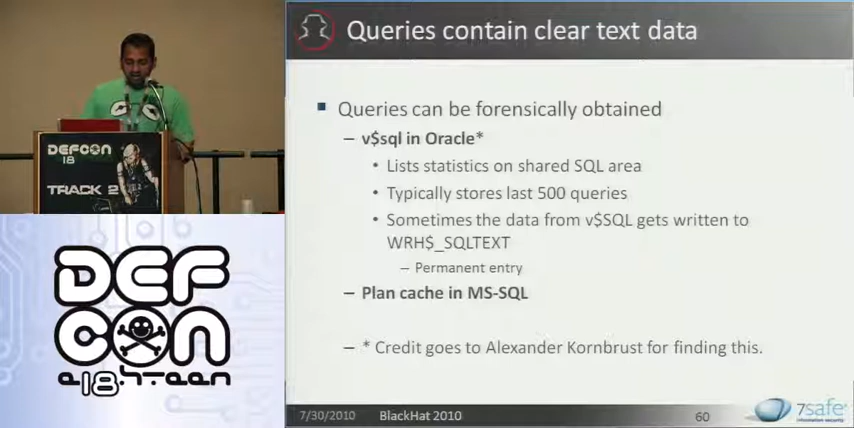 Queries contain clear text data
Queries can be forensically obtained
– v$sql in Oracle*
• Lists statistics on shared SQL area
• Typically stores last 500 queries
• Sometimes the data from v$SQL gets written to
WRH$_SQLTEXT
– Permanent entry
– Plan cache in MS-SQL
– * Credit goes to Alexander Kornbrust for finding this.
7/30/2010
BlackHat 2010
60
7safe
information security
DEFCON
18
TRACK 2
DEF
CON
e18hteen